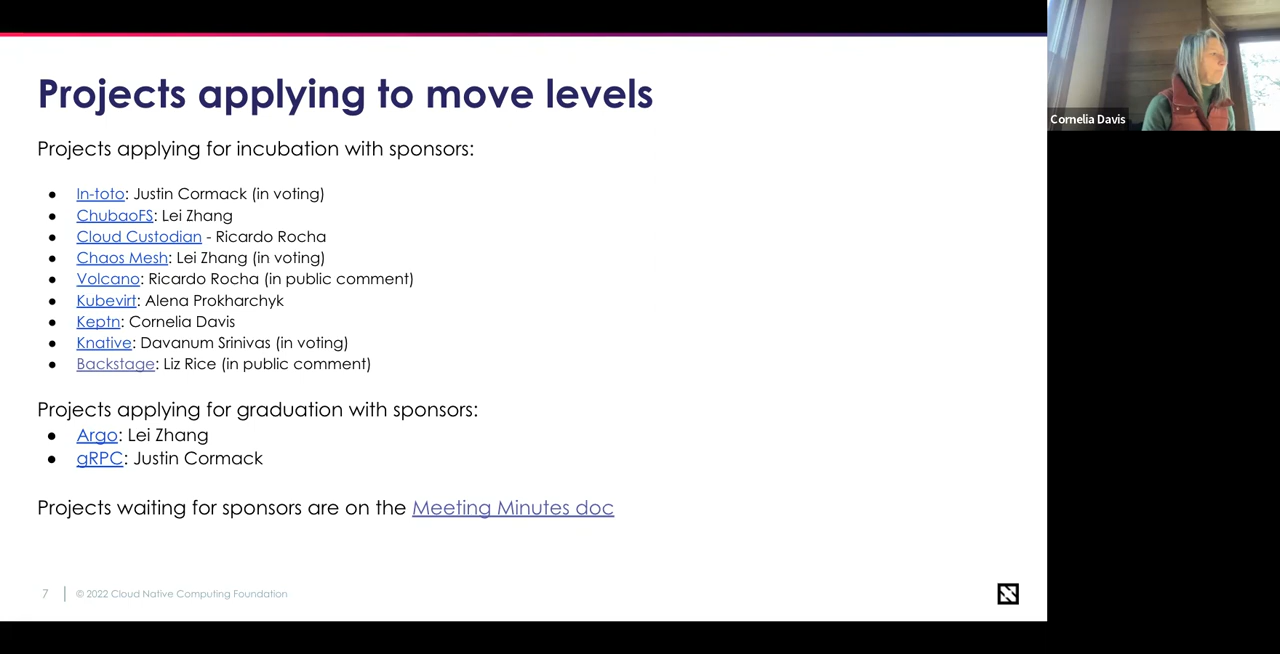 Projects applying to move levels
Projects applying for incubation with sponsors:
● In-toto: Justin Cormack (in voting)
● ChubaoFS: Lei Zhang
● Cloud Custodian - Ricardo Rocha
● Chaos Mesh: Lei Zhang (in voting)
● Volcano: Ricardo Rocha (in public comment)
● Kubevirt: Alena Prokharchyk
● Keptn: Cornelia Davis
● Knative: Davanum Srinivas (in voting)
● Backstage: Liz Rice (in public comment)
Projects applying for graduation with sponsors:
● Argo: Lei Zhang
● gRPC: Justin Cormack
Projects waiting for sponsors are on the Meeting Minutes doc
7 © 2022 Cloud Native Computing Foundation
Cornelia Davis